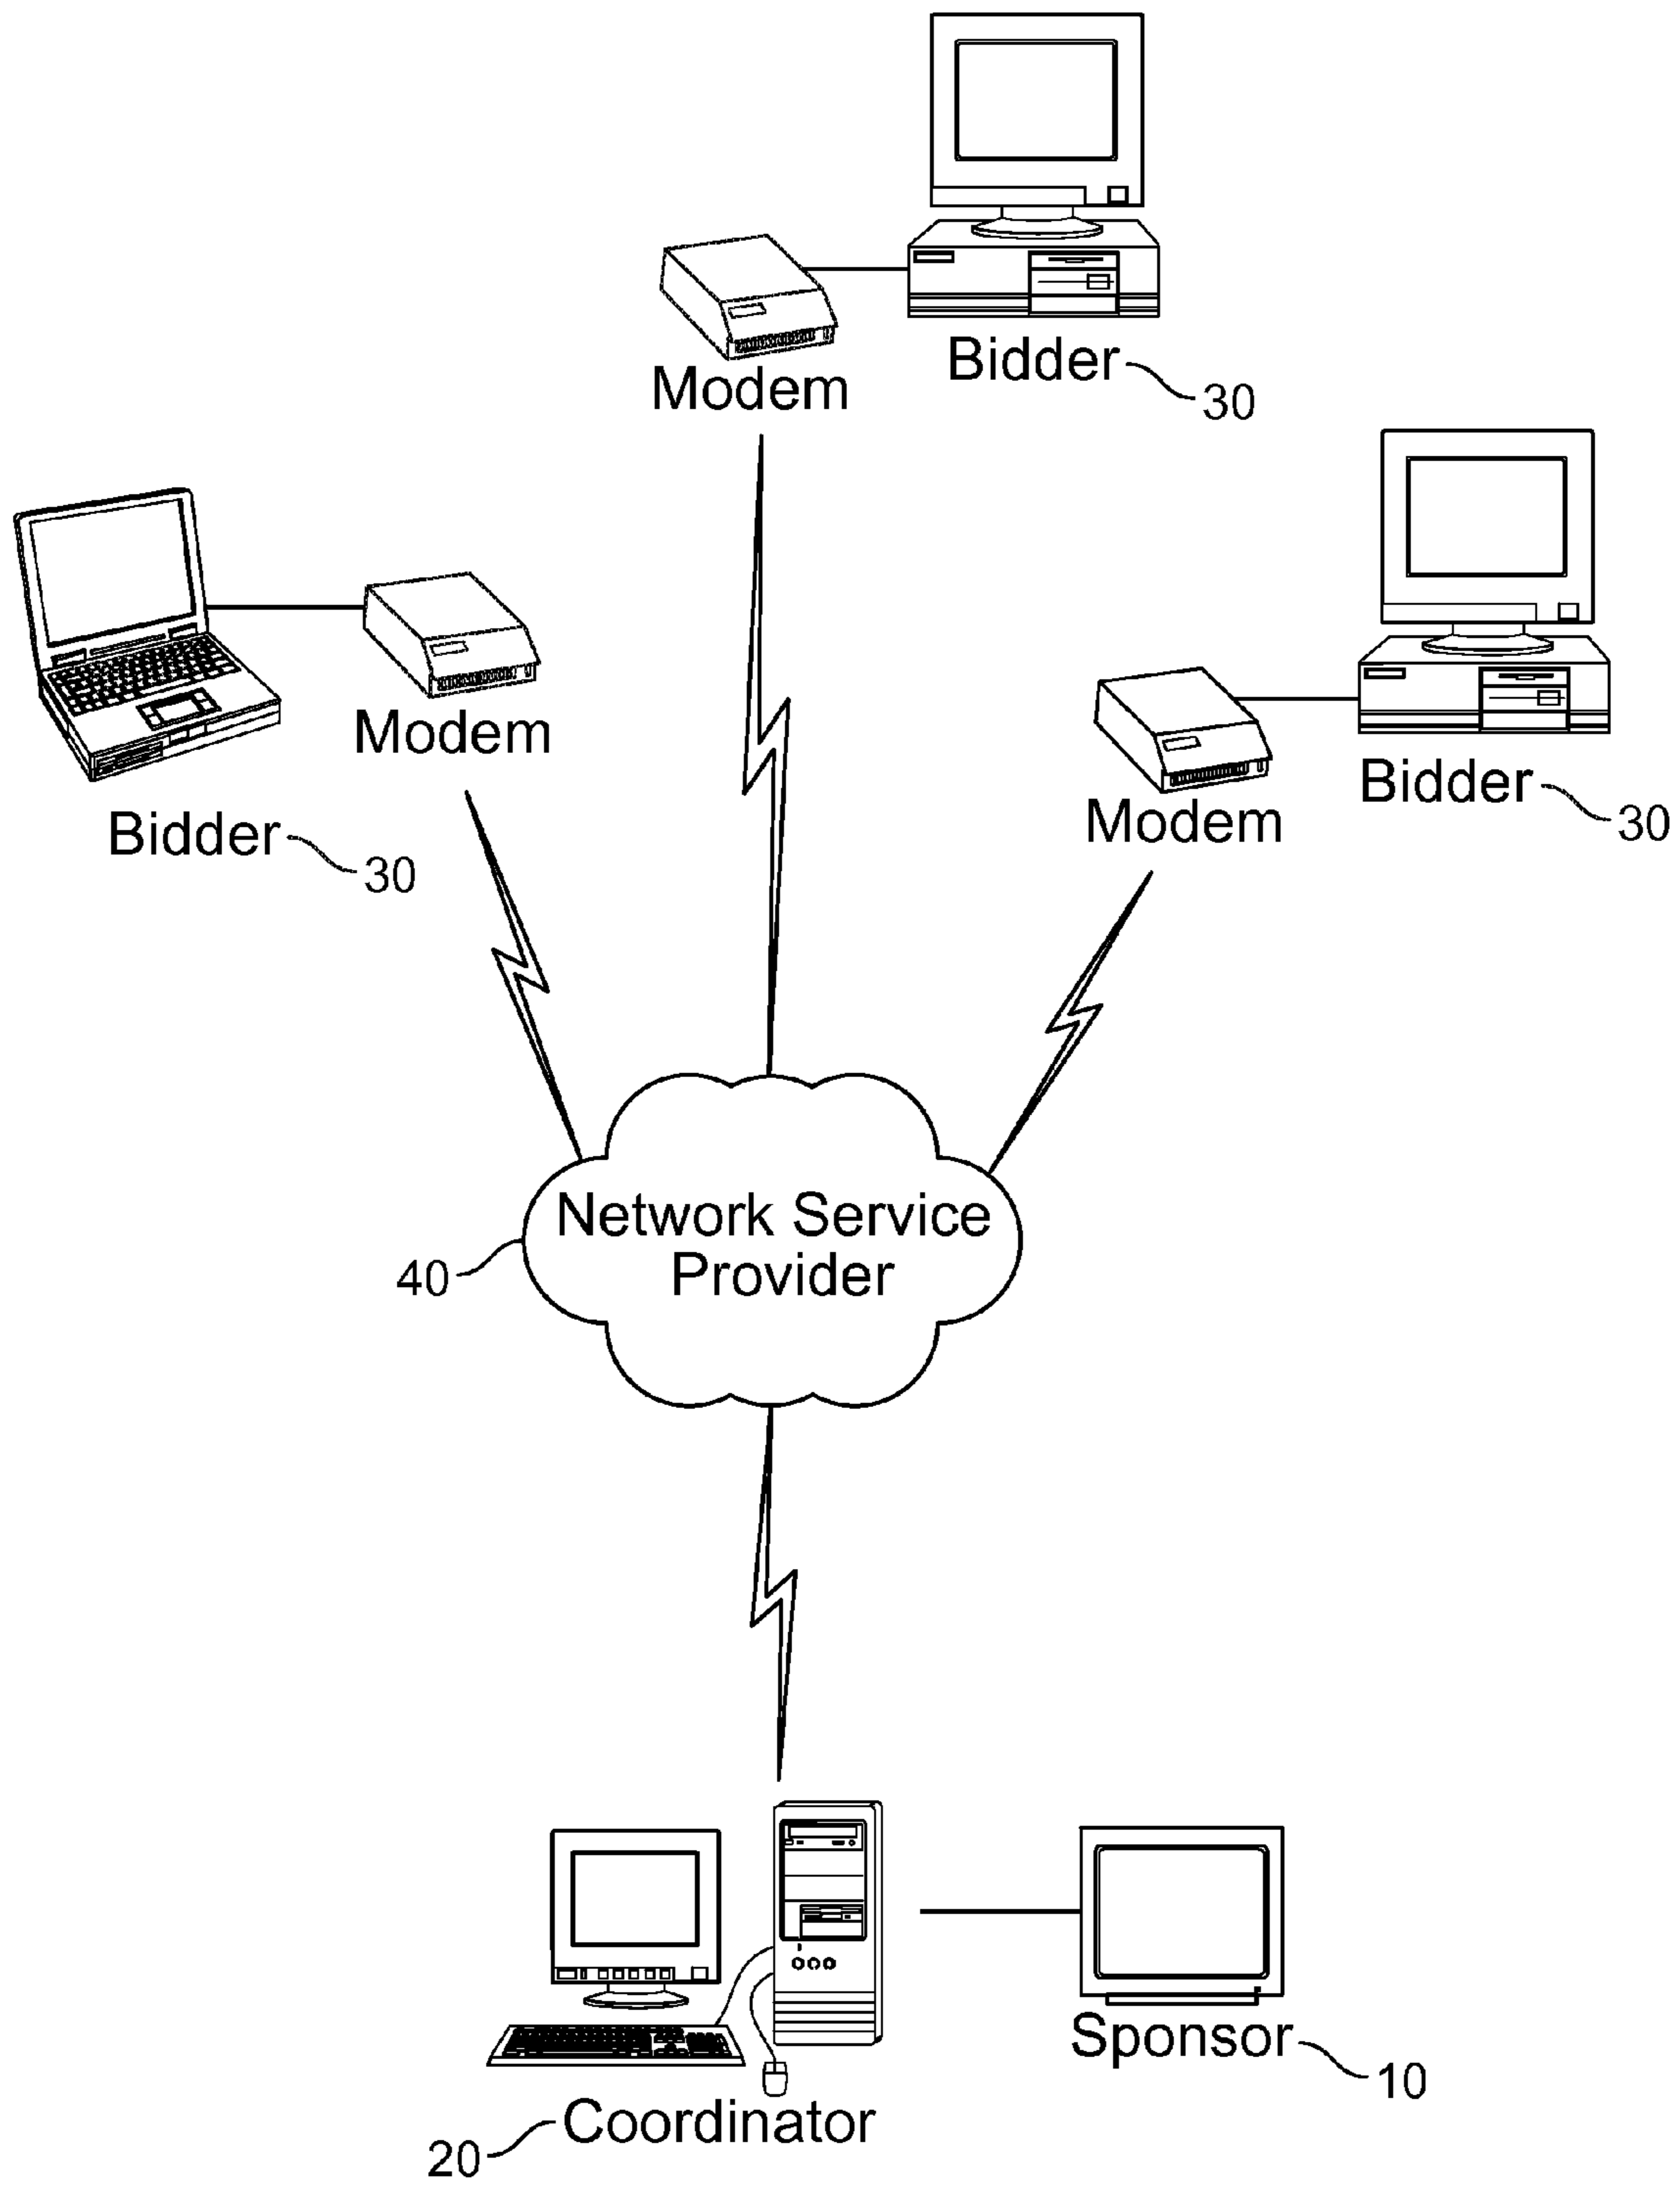 Bidder
30
Modem
Bidder
30
Modem
Modem
Bidder
30
Network Service
Provider
40
Sponsor
10
Coordinator
20